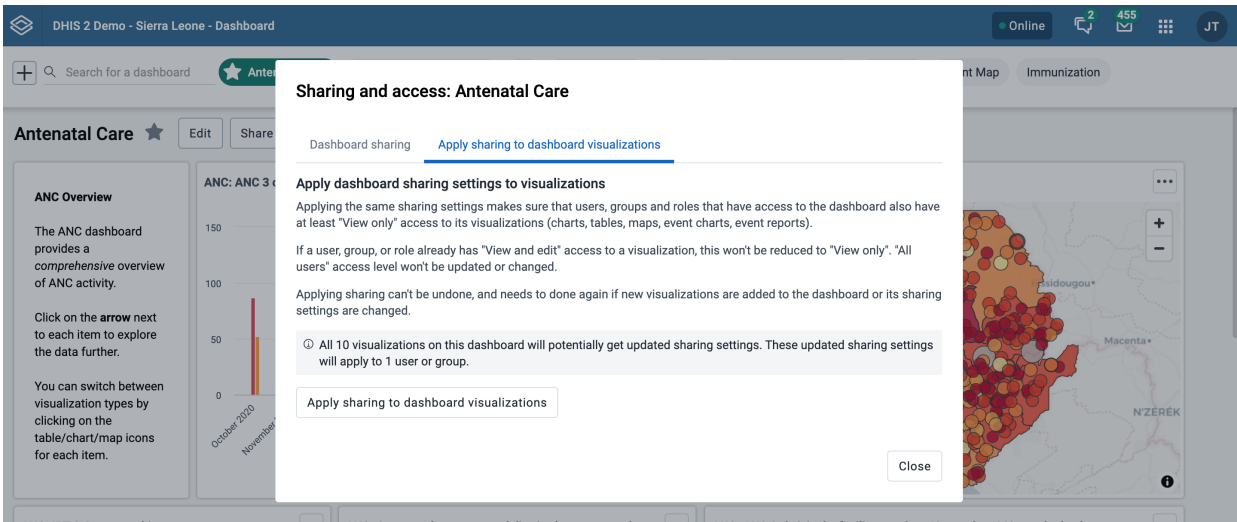 DHIS 2 Demo - Sierra Leone - Dashboard
Online
2
455
JT
Search for a dashboard
nt Map
Immunization
Antenatal Care
Edit
Share
ANC Overview
The ANC dashboard
provides a
comprehensive overview
of ANC activity.
Click on the arrow next
to each item to explore
the data further.
You can switch between
visualization types by
clicking on the
table/chart/map icons
for each item.
ANC: ANC 3
150
100
50
0
October 2020
November
Sharing and access: Antenatal Care
Dashboard sharing
Apply sharing to dashboard visualizations
Apply dashboard sharing settings to visualizations
Applying the same sharing settings makes sure that users, groups and roles that have access to the dashboard also have
at least "View only" access to its visualizations (charts, tables, maps, event charts, event reports).
If a user, group, or role already has "View and edit" access to a visualization, this won't be reduced to "View only". "All
users" access level won't be updated or changed.
Applying sharing can't be undone, and needs to done again if new visualizations are added to the dashboard or its sharing
settings are changed.
All 10 visualizations on this dashboard will potentially get updated sharing settings. These updated sharing settings
will apply to 1 user or group.
Apply sharing to dashboard visualizations
Close
+
−
ssidougou
Macenta
N'ZÉRÉK